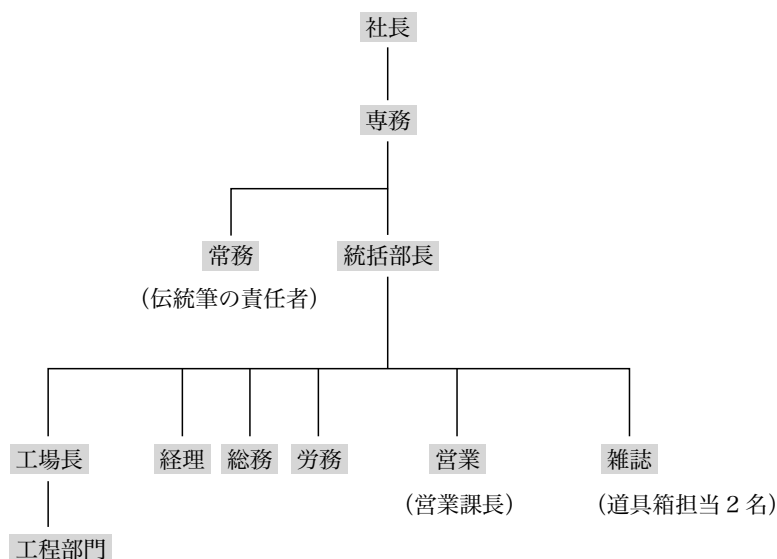 社長
専務
常務 統括部長
（伝統筆の責任者）
工場長 経理 総務 労務 営業 雑誌
（営業課長） （道具箱担当２名）
工程部門